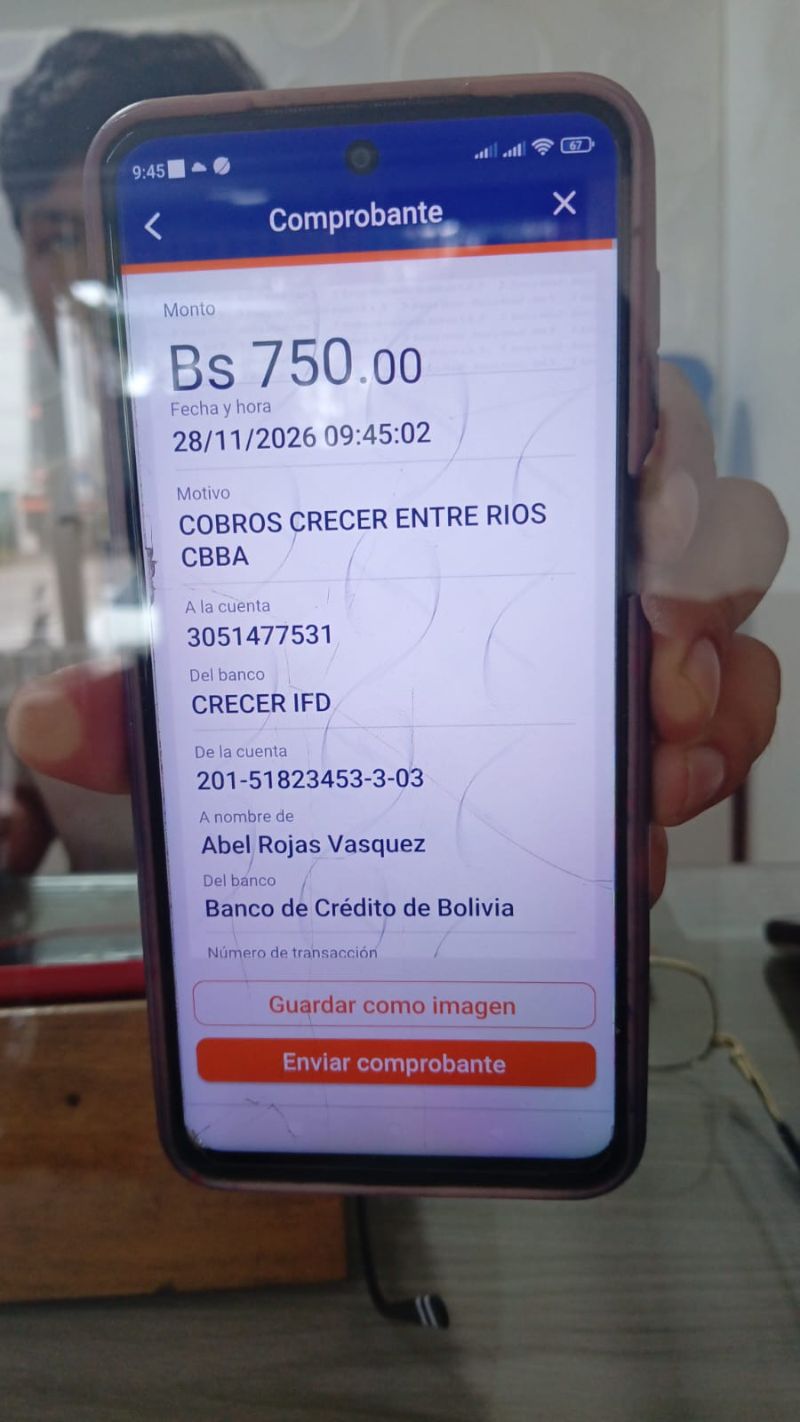 9:45
67
Comprobante
Monto
Bs 750.00
Fecha y hora
28/11/2026 09:45:02
Motivo
COBROS CRECER ENTRE RIOS
CBBA
A la cuenta
3051477531
Del banco
CRECER IFD
De la cuenta
201-51823453-3-03
A nombre de
Abel Rojas Vasquez
Del banco
Banco de Crédito de Bolivia
Número de transacción
Guardar como imagen
Enviar comprobante